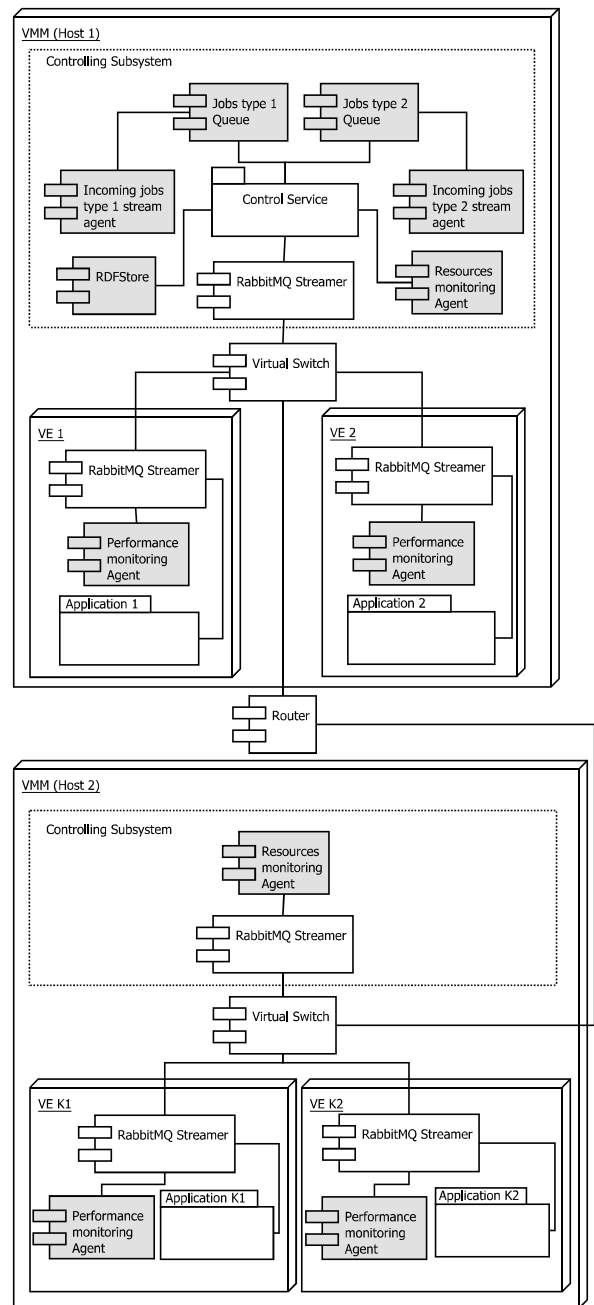 VMM (Host 1)
Controlling Subsystem
Jobs type 1
Queue
Jobs type 2
Queue
Incoming jobs
type 1 stream
agent
Control Service
Incoming jobs
type 2 stream
agent
RDFStore
RabbitMQ Streamer
Resources
monitoring
Agent
Virtual Switch
VE 1
RabbitMQ Streamer
Performance
monitoring
Agent
Application 1
VE 2
RabbitMQ Streamer
Performance
monitoring
Agent
Application 2
Router
VMM (Host 2)
Controlling Subsystem
Resources
monitoring
Agent
RabbitMQ Streamer
Virtual Switch
VE K1
RabbitMQ Streamer
Performance
monitoring
Agent
Application K1
VE K2
RabbitMQ Streamer
Performance
monitoring
Agent
Application K2